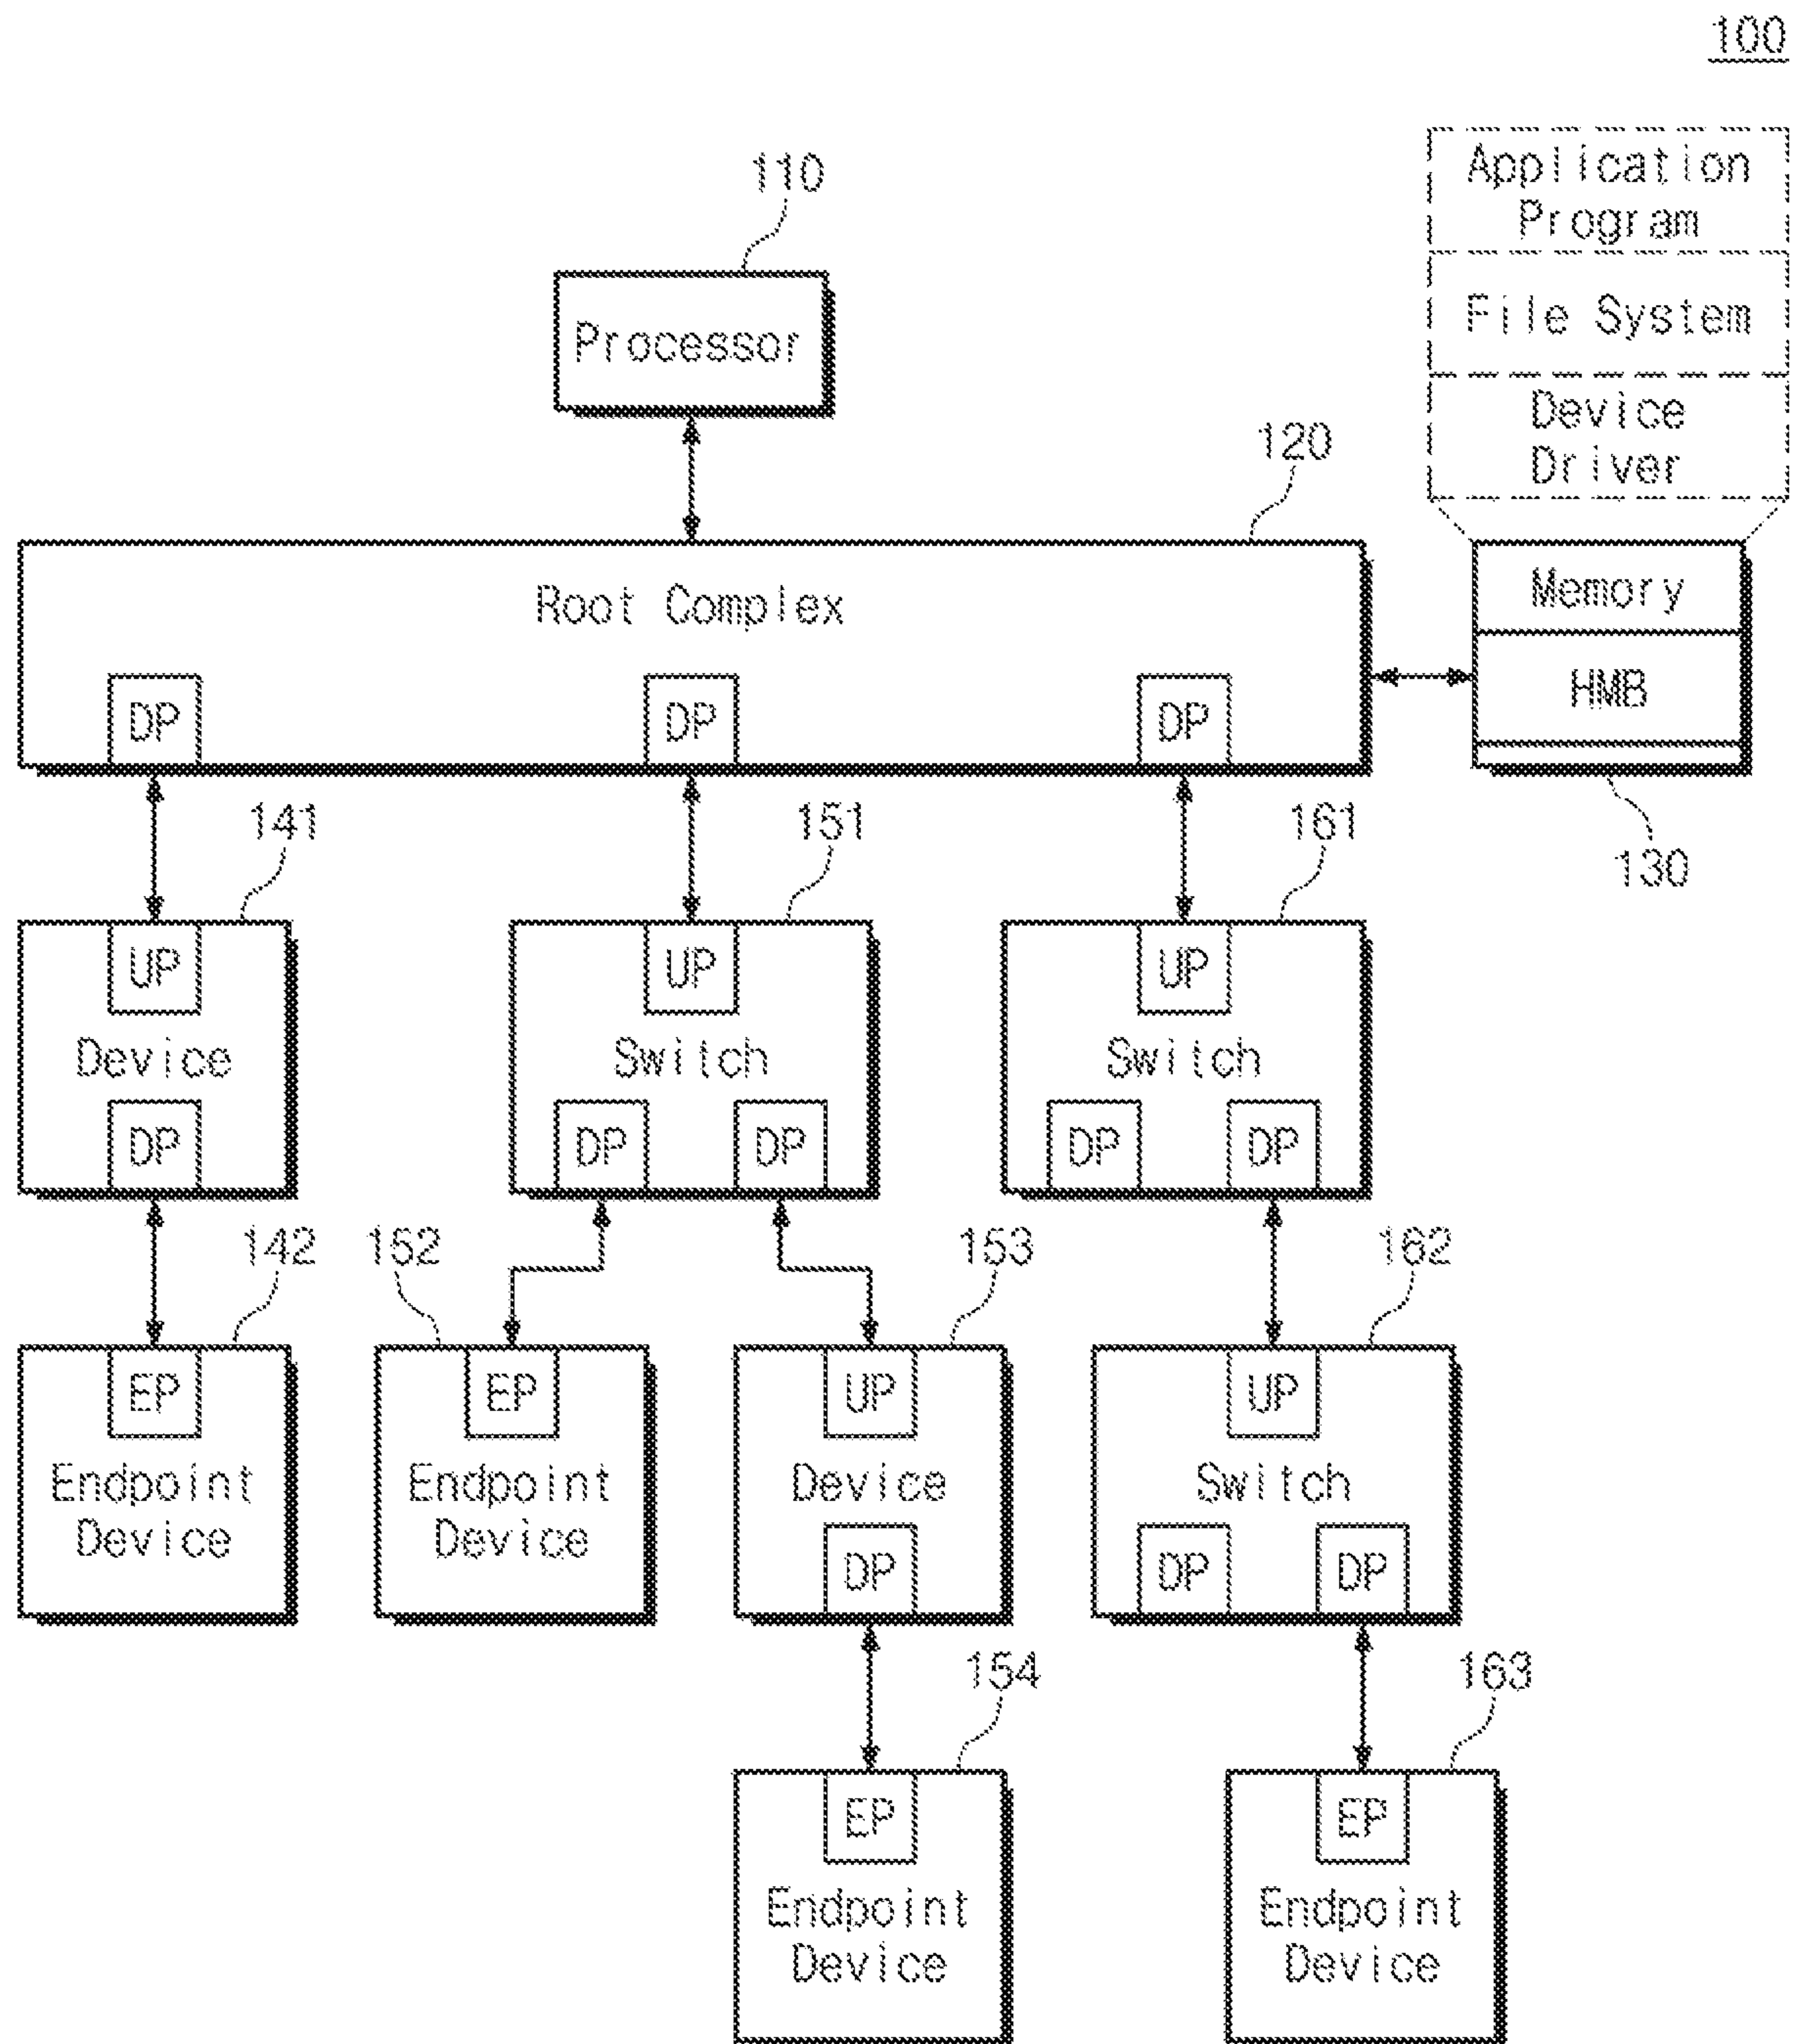 100
Application
Program
File System
Device
Driver
110
Processor
120
Root Complex
Memory
HMB
DP
DP
DP
130
141
151
161
UP
UP
UP
Device
Switch
Switch
DP
DP
DP
DP
DP
142
152
153
162
EP
EP
UP
UP
Endpoint
Device
Endpoint
Device
Device
Switch
DP
DP
DP
154
163
EP
EP
Endpoint
Device
Endpoint
Device